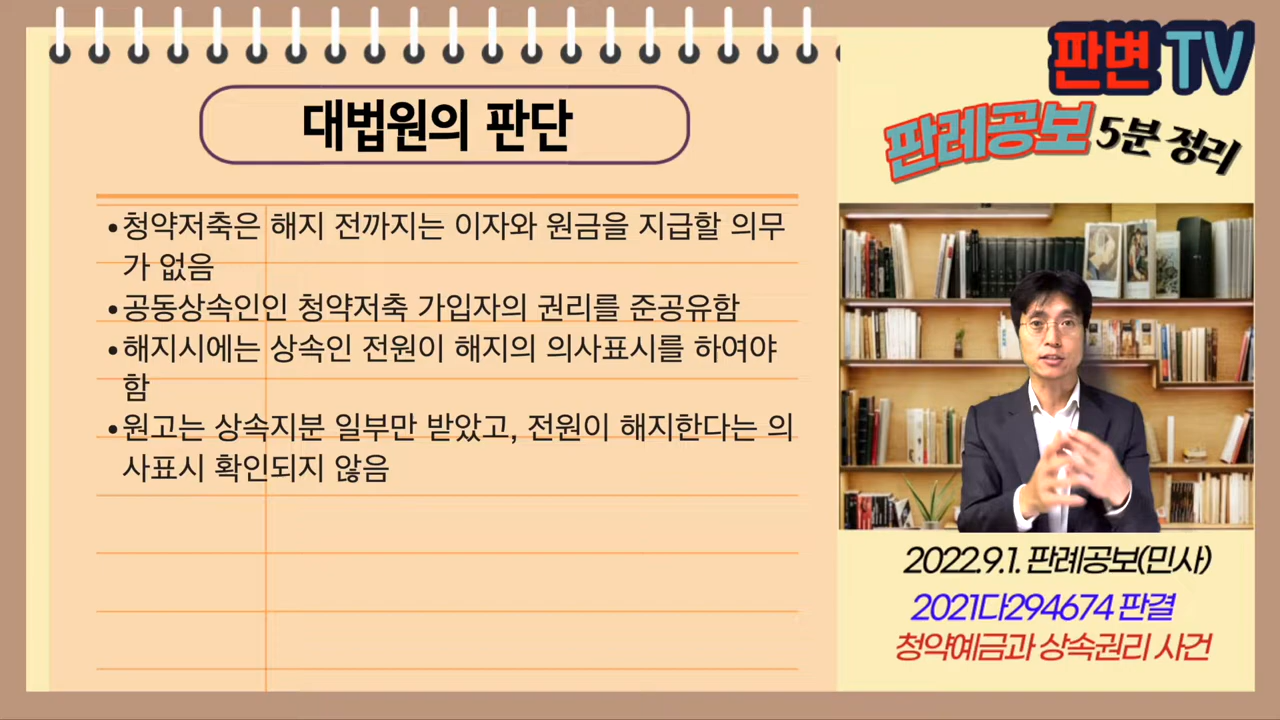 대법원의 판단
•청약저축은 해지 전까지는 이자와 원금을 지급할 의무
가 없음
•공동상속인인 청약저축 가입자의 권리를 준공유함
•해지시에는 상속인 전원이 해지의 의사표시를 하여야
함
•원고는 상속지분 일부만 받았고, 전원이 해지한다는 의
사표시 확인되지 않음
판변 TV
판례공보 5분 정리
2022.9.1. 판례공보(민사)
2021다294674 판결
청약예금과 상속권리 사건